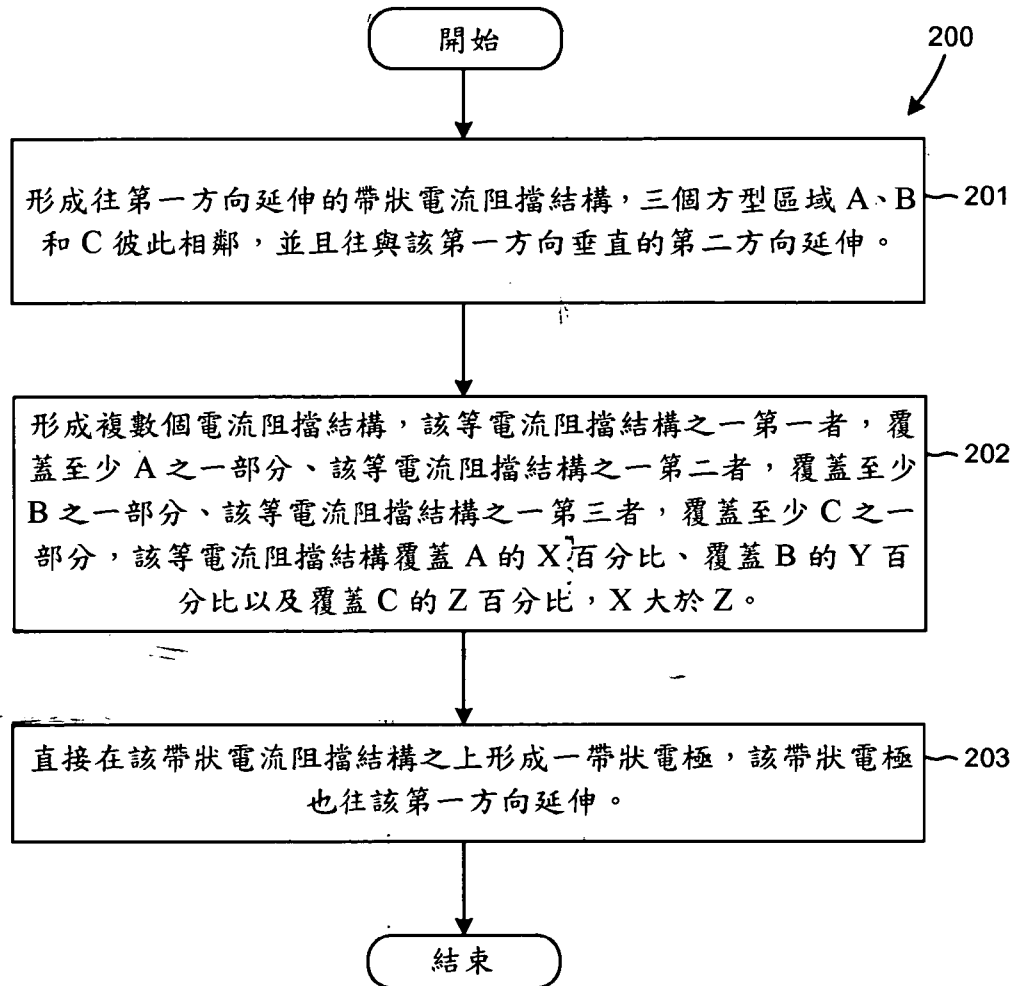 開始
200
形成往第一方向延伸的帶狀電流阻擋結構,三個方型區域 A、B
和 C 彼此相鄰,並且往與該第一方向垂直的第二方向延伸。
201
形成複數個電流阻擋結構,該等電流阻擋結構之一第一者,覆
蓋至少 A 之一部分、該等電流阻擋結構之一第二者,覆蓋至少
B 之一部分、該等電流阻擋結構之一第三者,覆蓋至少 C 之一
部分,該等電流阻擋結構覆蓋 A 的 X 百分比、覆蓋 B 的 Y 百
分比以及覆蓋 C 的 Z 百分比,X 大於 Z。
202
直接在該帶狀電流阻擋結構之上形成一帶狀電極,該帶狀電極
也往該第一方向延伸。
203
結束